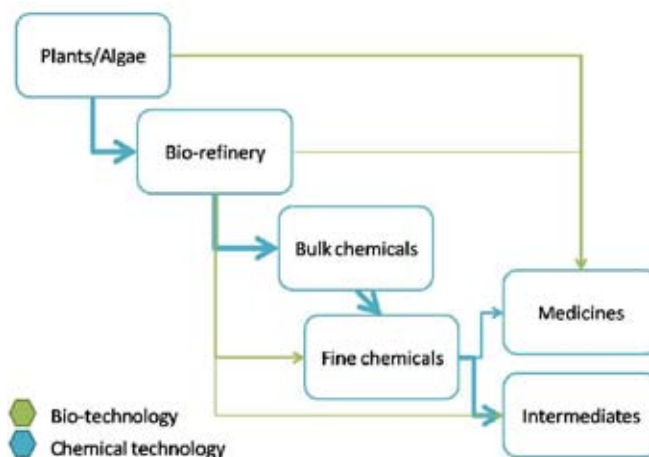 Plants/Algae
Bio-refinery
Bulk chemicals
Medicines
Fine chemicals
Intermediates
Bio-technology
Chemical technology